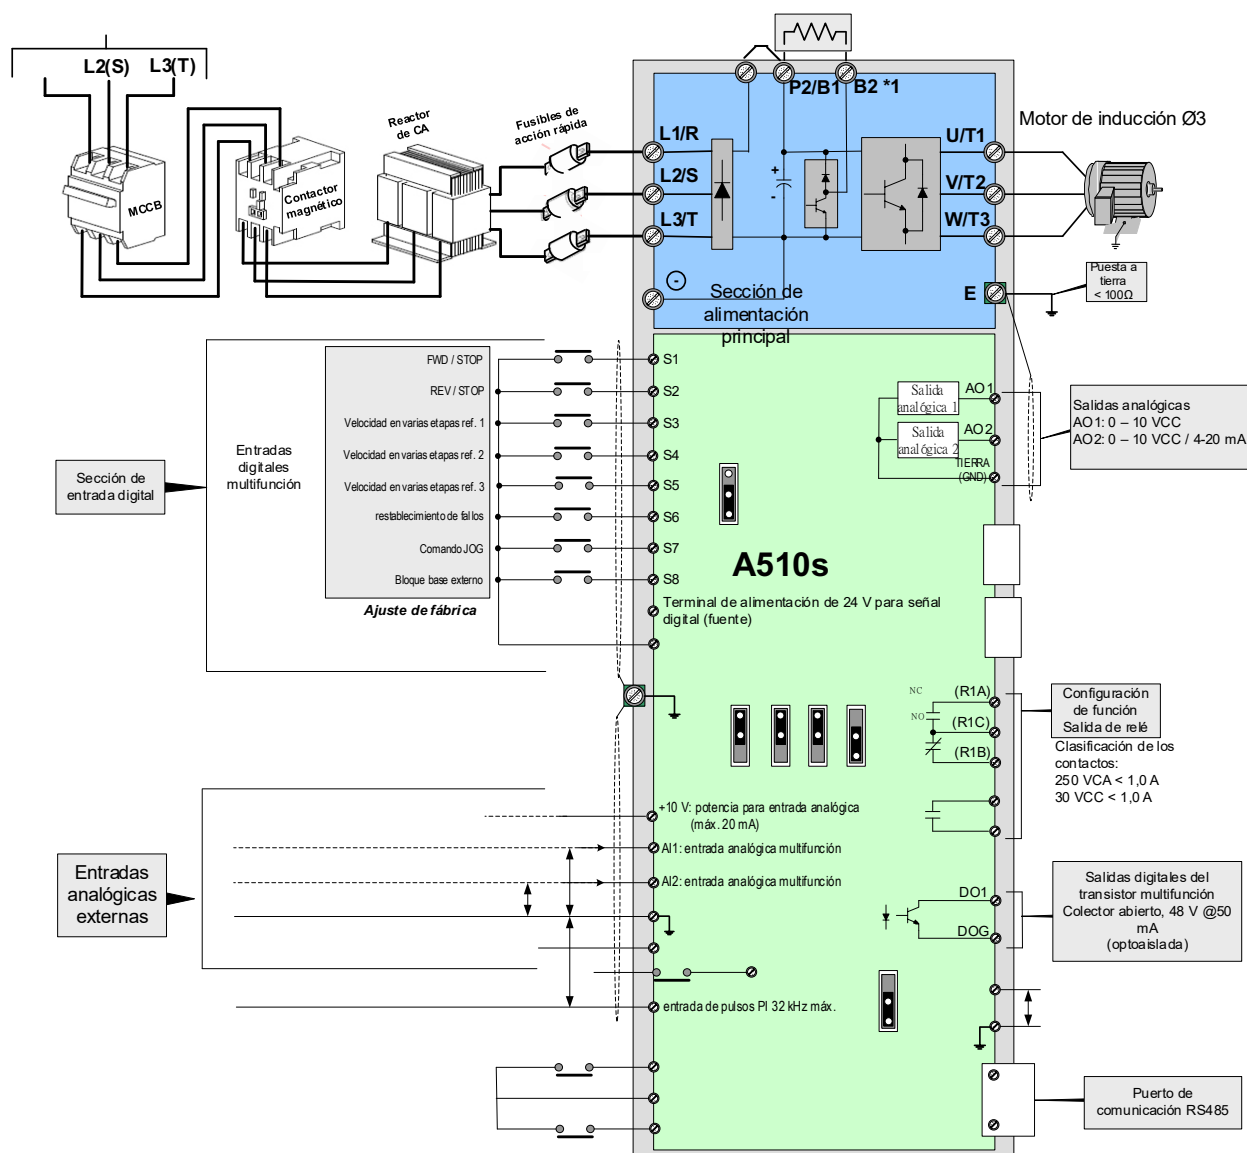 L2(S)
L3(T)
MCCB
Contactor
magnético
Reactor
de CA
Fusibles de
acción rápida
P2/B1
B2 *1
L1/R
L2/S
L3/T
+
-
U/T1
V/T2
W/T3
Motor de inducción Ø3
E
Puesta a
tierra
< 100Ω
-
Sección de
alimentación
principal
Sección de
entrada digital
Entradas
digitales
multifunción
FWD / STOP
REV / STOP
Velocidad en varias etapas ref. 1
Velocidad en varias etapas ref. 2
Velocidad en varias etapas ref. 3
restablecimiento de fallos
Comando JOG
Bloque base externo
Ajuste de fábrica
S1
S2
S3
S4
S5
S6
S7
S8
Salida
analógica 1
AO1
Salida
analógica 2
AO2
TIERRA
(GND)
Salidas analógicas
AO1: 0 – 10 VCC
AO2: 0 – 10 VCC / 4-20 mA
A510s
Terminal de alimentación de 24 V para señal
digital (fuente)
NC
(R1A)
NO
(R1C)
(R1B)
Configuración
de función
Salida de relé
Clasificación de los
contactos:
250 VCA < 1,0 A
30 VCC < 1,0 A
Entradas
analógicas
externas
+10 V: potencia para entrada analógica
(máx. 20 mA)
AI1: entrada analógica multifunción
AI2: entrada analógica multifunción
entrada de pulsos PI 32 kHz máx.
DO1
DOG
Salidas digitales del
transistor multifunción
Colector abierto, 48 V @50
mA
(optoaislada)
Puerto de
comunicación RS485